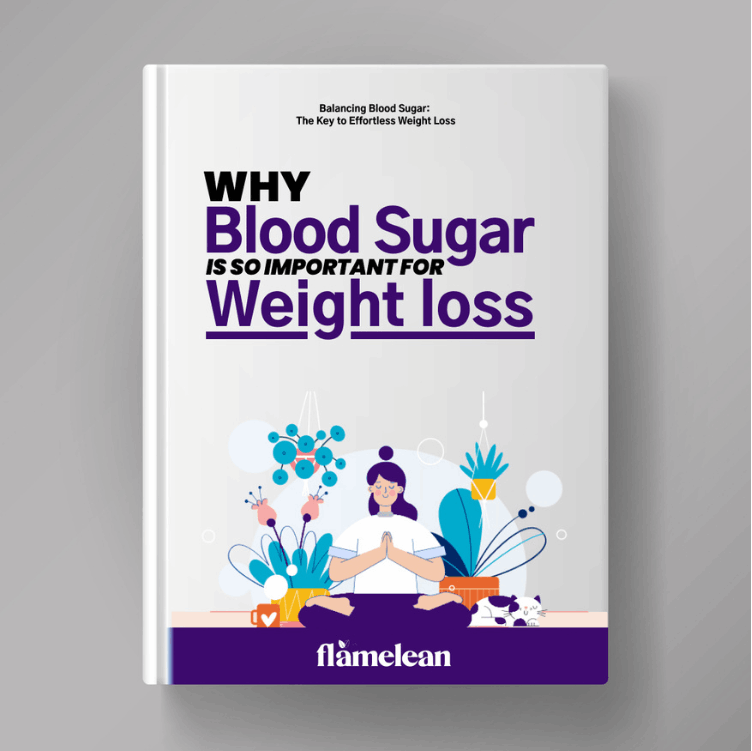 Balancing Blood Sugar:
The Key to Effortless Weight Loss
WHY
Blood Sugar
IS SO IMPORTANT FOR
Weight loss
flamelean